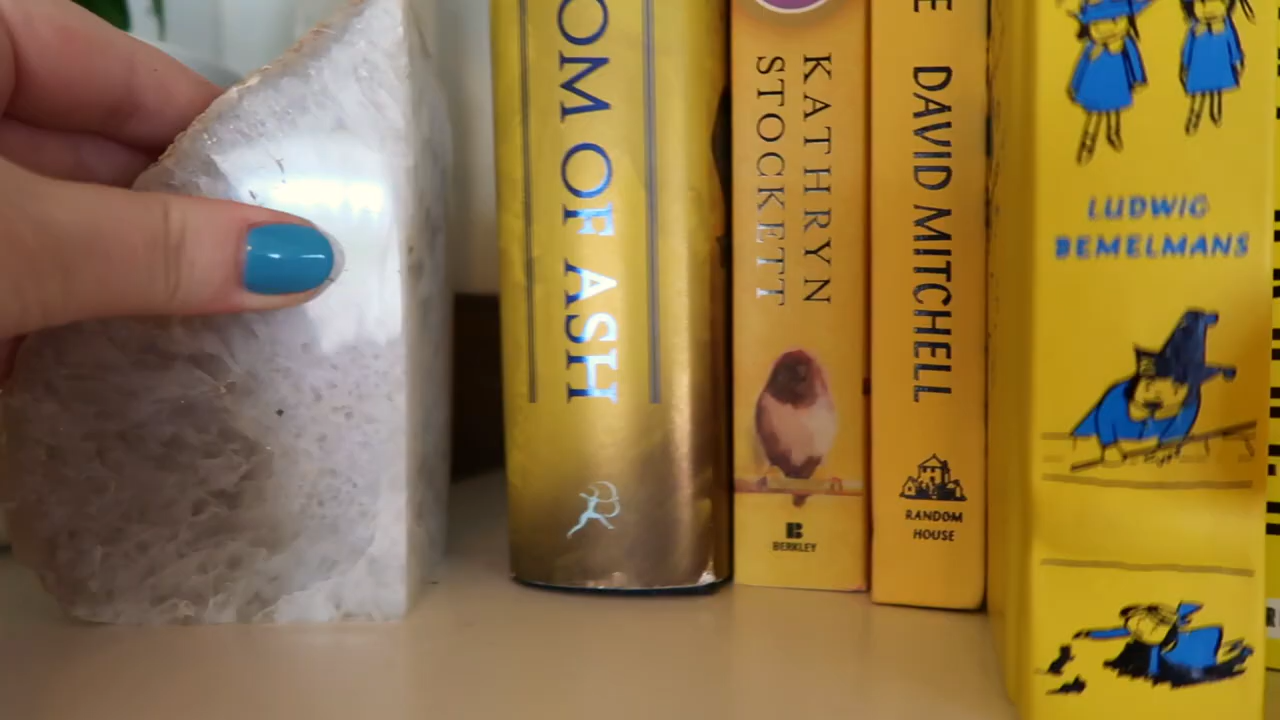 OM OF ASH
KATHRYN
STOCKETT
BERKLEY
E DAVID MITCHELL
RANDOM
HOUSE
LUDWIG
BEMELMANS
R